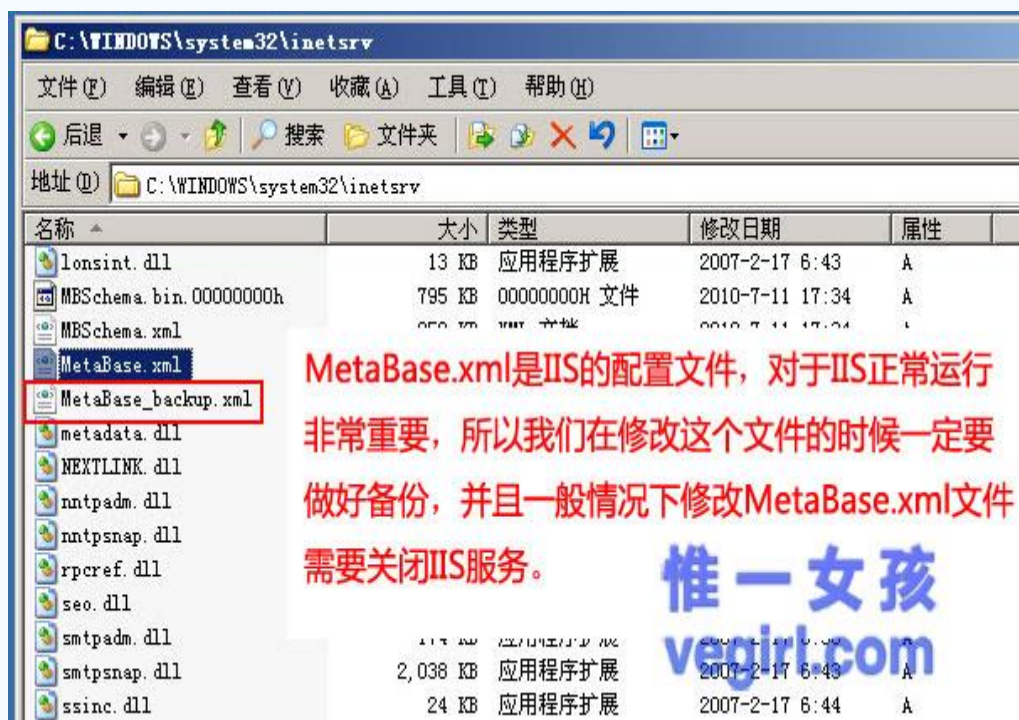 C:\WINDOWS\system32\inetsrv
文件(F) 编辑(E) 查看(V) 收藏(A) 工具(T) 帮助(H)
后退 搜索 文件夹
地址(D) C:\WINDOWS\system32\inetsrv
名称 大小 类型 修改日期 属性
lonsint.dll 13 KB 应用程序扩展 2007-2-17 6:43 A
MBSchema.bin.00000000h 795 KB 00000000H 文件 2010-7-11 17:34 A
MBSchema.xml
MetaBase.xml
MetaBase_backup.xml
metadata.dll
NEXTLINK.dll
nntpadm.dll
nntpsnap.dll
rpcref.dll
seo.dll
smtpadm.dll
smtpsnap.dll 2,038 KB 应用程序扩展 2007-2-17 6:43 A
ssinc.dll 24 KB 应用程序扩展 2007-2-17 6:44 A
MetaBase.xml是IIS的配置文件，对于IIS正常运行
非常重要，所以我们在修改这个文件的时候一定要
做好备份，并且一般情况下修改MetaBase.xml文件
需要关闭IIS服务。
惟一女孩
vegirl.com